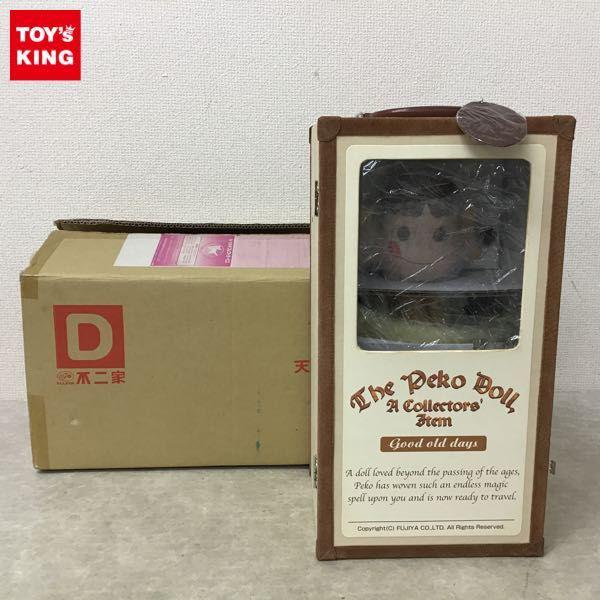 TOY's
KING
D
不二家
天
The Peko Doll
A Collectors'
Item
Good old days
A doll loved beyond the passing of the ages,
Peko has woven such an endless magic
spell upon you and is now ready to travel.
Copyright(C) FUJIYA CO.,LTD. All Rights Reserved.